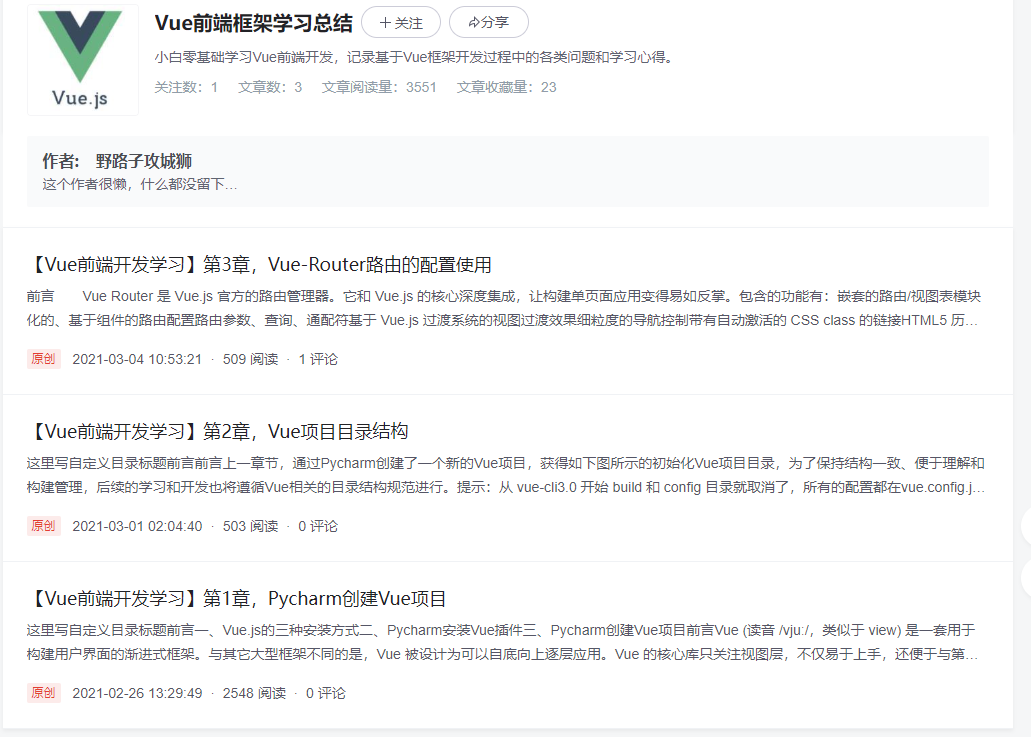 Vue前端框架学习总结
＋关注
分享
小白零基础学习Vue前端开发，记录基于Vue框架开发过程中的各类问题和学习心得。
Vue.js
关注数：1 文章数：3 文章阅读量：3551 文章收藏量：23
作者： 野路子攻城狮
这个作者很懒，什么都没留下…
【Vue前端开发学习】第3章，Vue-Router路由的配置使用
前言 Vue Router 是 Vue.js 官方的路由管理器。它和 Vue.js 的核心深度集成，让构建单页面应用变得易如反掌。包含的功能有：嵌套的路由/视图表模块
化的、基于组件的路由配置路由参数、查询、通配符基于 Vue.js 过渡系统的视图过渡效果细粒度的导航控制带有自动激活的 CSS class 的链接HTML5 历…
原创 2021-03-04 10:53:21 · 509 阅读 · 1 评论
【Vue前端开发学习】第2章，Vue项目目录结构
这里写自定义目录标题前言前言上一章节，通过Pycharm创建了一个新的Vue项目，获得如下图所示的初始化Vue项目目录，为了保持结构一致、便于理解和
构建管理，后续的学习和开发也将遵循Vue相关的目录结构规范进行。提示：从 vue-cli3.0 开始 build 和 config 目录就取消了，所有的配置都在vue.config.j…
原创 2021-03-01 02:04:40 · 503 阅读 · 0 评论
【Vue前端开发学习】第1章，Pycharm创建Vue项目
这里写自定义目录标题前言一、Vue.js的三种安装方式二、Pycharm安装Vue插件三、Pycharm创建Vue项目前言Vue (读音 /vjuː/，类似于 view) 是一套用于
构建用户界面的渐进式框架。与其它大型框架不同的是，Vue 被设计为可以自底向上逐层应用。Vue 的核心库只关注视图层，不仅易于上手，还便于与第…
原创 2021-02-26 13:29:49 · 2548 阅读 · 0 评论